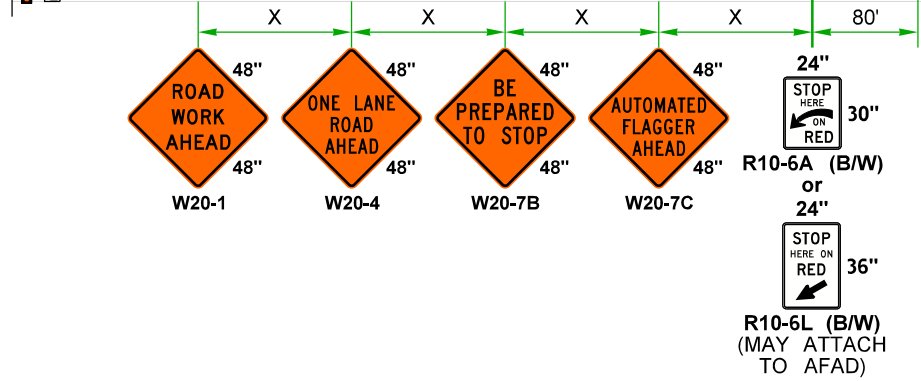 X X X X 80'
48" 48" 48" 48" 24"
ROAD
WORK
AHEAD
48"
W20-1
ONE LANE
ROAD
AHEAD
48"
W20-4
BE
PREPARED
TO STOP
48"
W20-7B
AUTOMATED
FLAGGER
AHEAD
48"
W20-7C
STOP
HERE
ON
RED
30"
R10-6A (B/W)
or
24"
STOP
HERE ON
RED
36"
R10-6L (B/W)
(MAY ATTACH
TO AFAD)